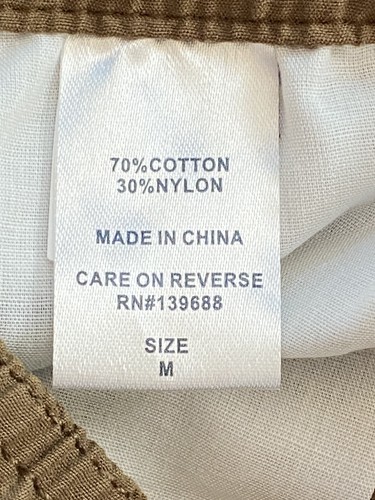 70%COTTON
30%NYLON
MADE IN CHINA
CARE ON REVERSE
RN#139688
SIZE
M